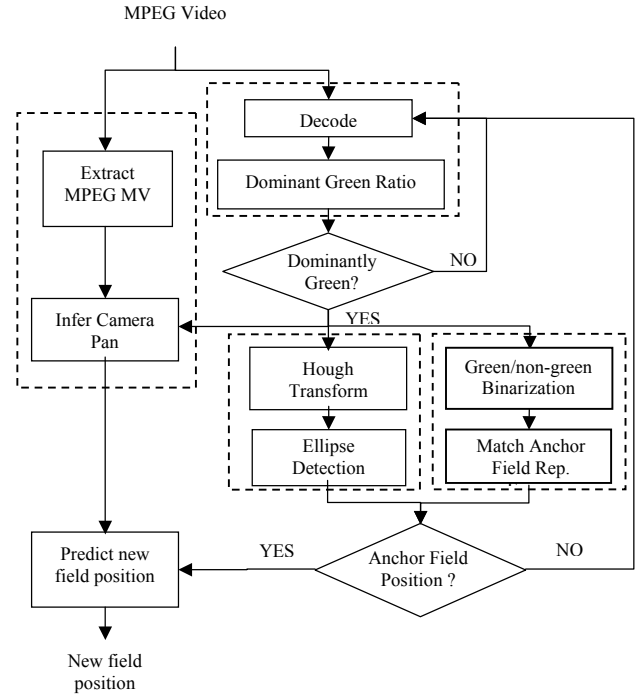 MPEG Video
Decode
Extract
MPEG MV
Dominant Green Ratio
Dominantly
Green?
NO
YES
Infer Camera
Pan
Hough
Transform
Green/non-green
Binarization
Ellipse
Detection
Match Anchor
Field Rep.
Predict new
field position
YES
Anchor Field
Position ?
NO
New field
position